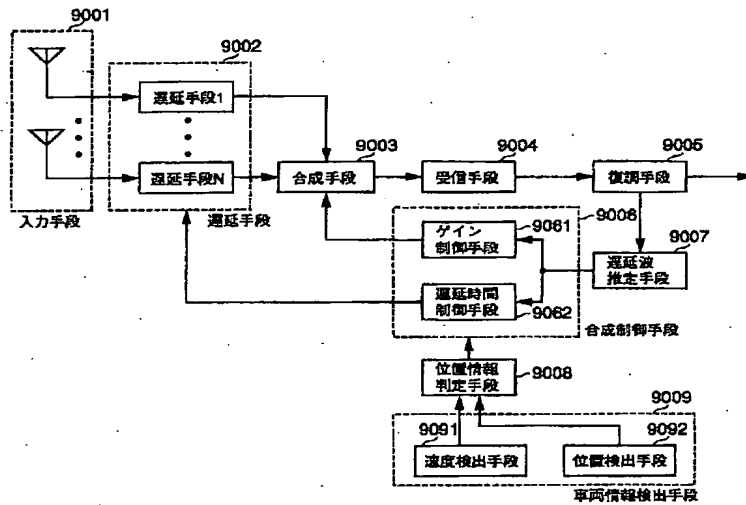 9001
9002
遅延手段1
遅延手段N
入力手段
遅延手段
9003
合成手段
9004
受信手段
9005
復調手段
9006
9061
ゲイン
制御手段
9007
遅延波
推定手段
遅延時間
制御手段
9062
合成制御手段
位置情報
判定手段
9008
9009
9091
速度検出手段
9092
位置検出手段
車両情報検出手段